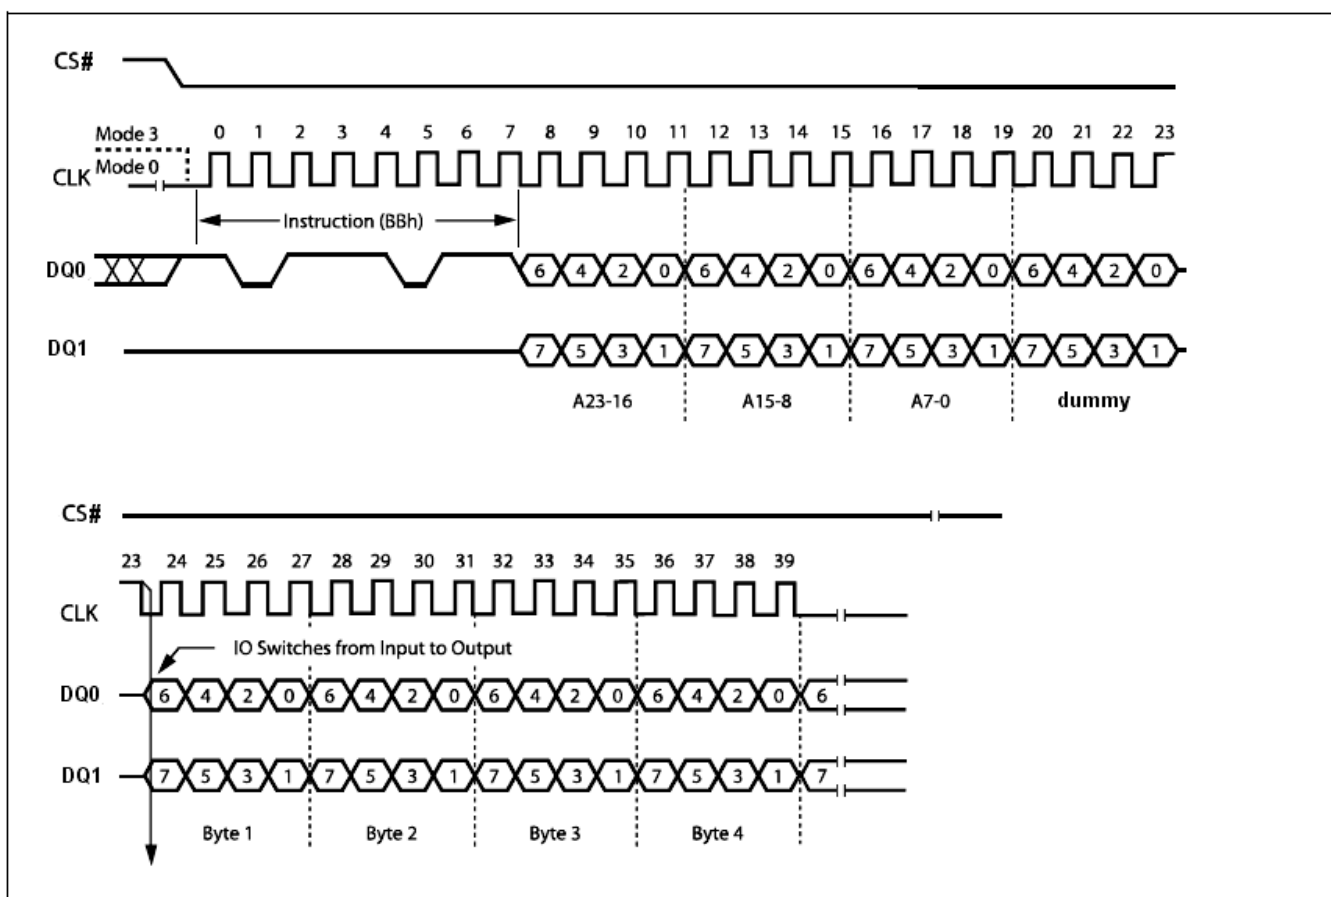 CS#
Mode 3
0 1 2 3 4 5 6 7 8 9 10 11 12 13 14 15 16 17 18 19 20 21 22 23
Mode 0
CLK
Instruction (BBh)
DQ0 6 4 2 0 6 4 2 0 6 4 2 0 6 4 2 0
DQ1 7 5 3 1 7 5 3 1 7 5 3 1 7 5 3 1
A23-16 A15-8 A7-0 dummy
CS#
23 24 25 26 27 28 29 30 31 32 33 34 35 36 37 38 39
CLK
IO Switches from Input to Output
DQ0 6 4 2 0 6 4 2 0 6 4 2 0 6 4 2 0 6
DQ1 7 5 3 1 7 5 3 1 7 5 3 1 7 5 3 1 7
Byte 1 Byte 2 Byte 3 Byte 4